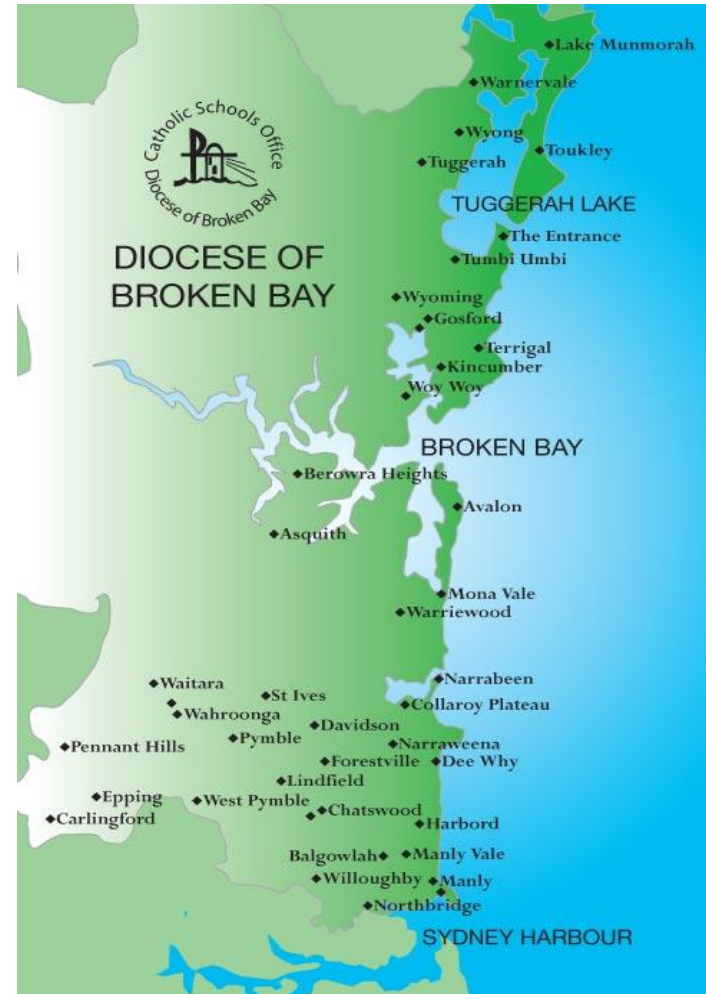 Lake Munmorah
Warnervale
Catholic Schools Office
Diocese of Broken Bay
Wyong
Toukley
Tuggerah
TUGGERAH LAKE
The Entrance
DIOCESE OF
BROKEN BAY
Tumbi Umbi
Wyoming
Gosford
Terrigal
Kincumber
Woy Woy
BROKEN BAY
Berowra Heights
Avalon
Asquith
Mona Vale
Warriewood
Narrabeen
Waitara
St Ives
Collaroy Plateau
Wahroonga
Davidson
Pymble
Narraweena
Pennant Hills
Forestville
Dee Why
Lindfield
Epping
West Pymble
Chatswood
Carlingford
Harbord
Balgowlah
Manly Vale
Willoughby
Manly
Northbridge
SYDNEY HARBOUR